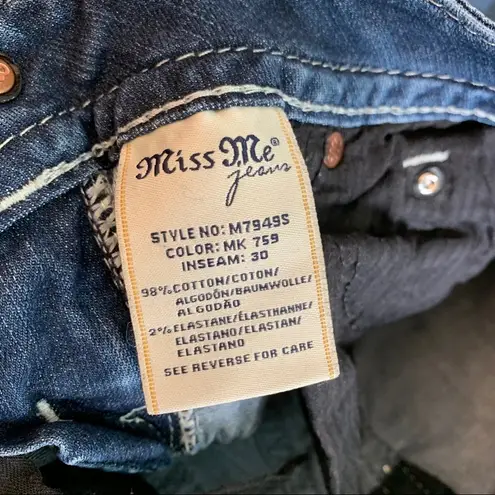 Miss Me®
jeans
STYLE NO: M7949S
COLOR: MK 759
INSEAM: 30
98% COTTON/COTON/
ALGODÓN/BAUMWOLLE/
ALGODÃO
2% ELASTANE/ÉLASTHANNE/
ELASTANO/ELASTAN/
ELASTANO
SEE REVERSE FOR CARE